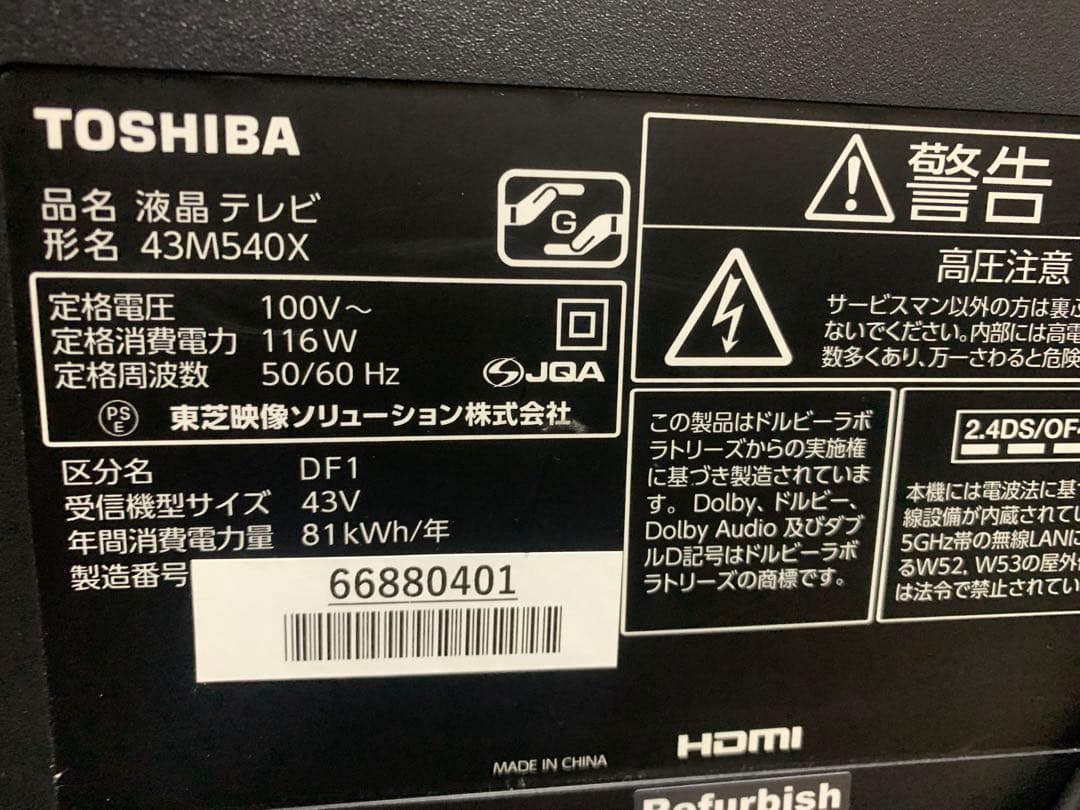 TOSHIBA
品名 液晶テレビ
形名 43M540X
G
定格電圧 100V～
定格消費電力 116W
定格周波数 50/60 Hz
JQA
PS
E
東芝映像ソリューション株式会社
区分名 DF1
受信機型サイズ 43V
年間消費電力量 81kWh/年
製造番号
66880401
警告
高圧注意
サービスマン以外の方は裏ぶ
ないでください。内部には高電
数多くあり、万一さわると危険
この製品はドルビーラボ
ラトリーズからの実施権
に基づき製造されていま
す。Dolby、ドルビー、
Dolby Audio 及びダブ
ルD記号はドルビーラボ
ラトリーズの商標です。
2.4DS/OF4
本機には電波法に基づ
線設備が内蔵されてい
5GHz帯の無線LANに
るW52、W53の屋外
は法令で禁止されてい
HDMI
MADE IN CHINA
Refurbish